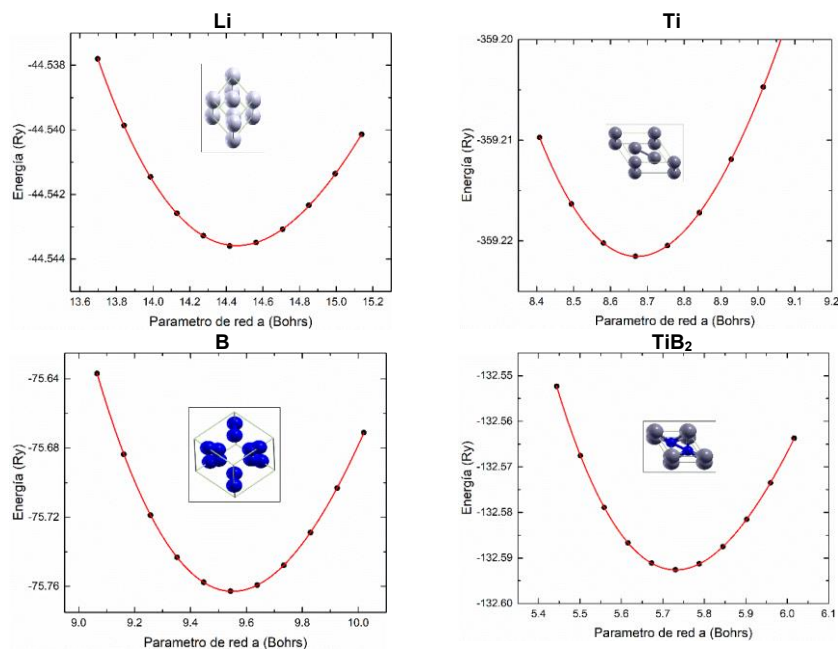 Li
-44.538
-44.540
-44.542
-44.544
Energía (Ry)
13.6 13.8 14.0 14.2 14.4 14.6 14.8 15.0 15.2
Parametro de red a (Bohrs)
Ti
-359.20
-359.21
-359.22
Energía (Ry)
8.4 8.5 8.6 8.7 8.8 8.9 9.0 9.1 9.2
Parametro de red a (Bohrs)
B
-75.64
-75.68
-75.72
-75.76
Energía (Ry)
9.0 9.2 9.4 9.6 9.8 10.0
Parametro de red a (Bohrs)
TiB₂
-132.55
-132.56
-132.57
-132.58
-132.59
-132.60
Energía (Ry)
5.4 5.5 5.6 5.7 5.8 5.9 6.0 6.1
Parametro de red a (Bohrs)